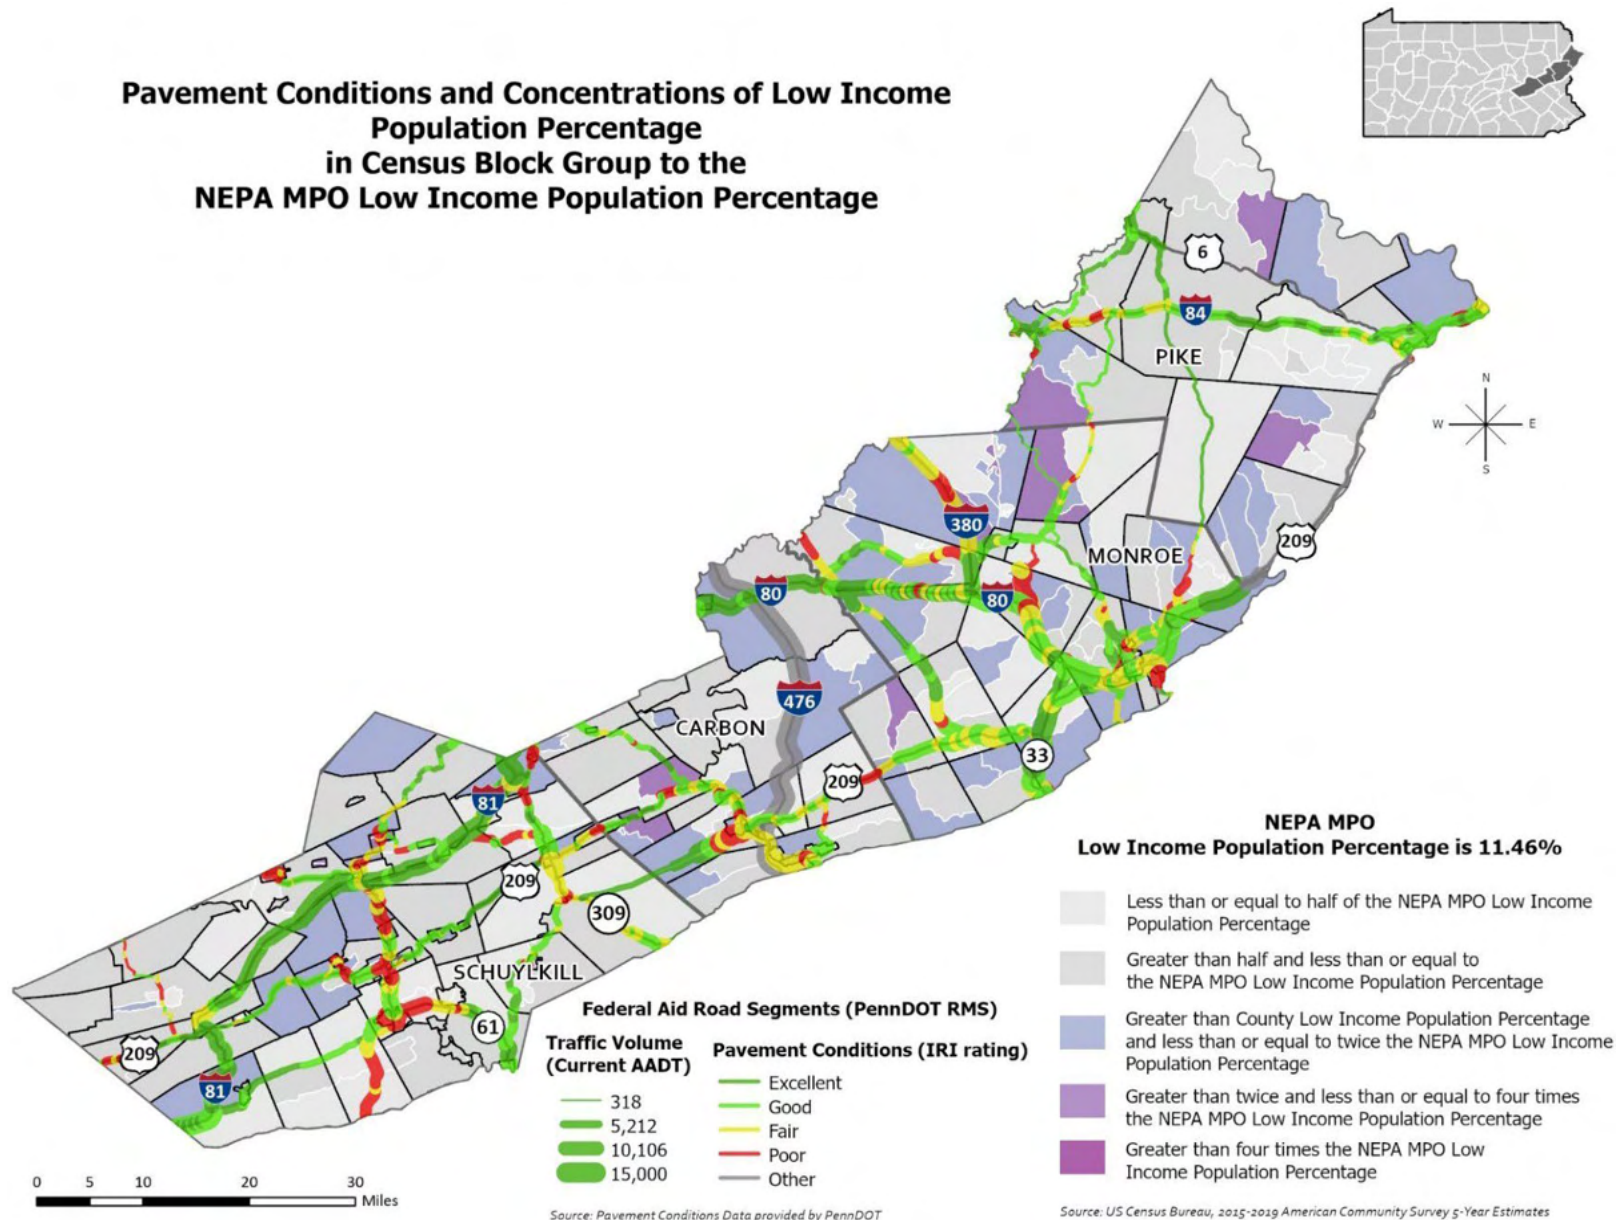 Pavement Conditions and Concentrations of Low Income
Population Percentage
in Census Block Group to the
NEPA MPO Low Income Population Percentage
6
84
PIKE
N
W
E
S
380
MONROE
209
80
80
476
CARBON
33
209
81
209
309
SCHUYLKILL
61
209
81
NEPA MPO
Low Income Population Percentage is 11.46%
Less than or equal to half of the NEPA MPO Low Income
Population Percentage
Greater than half and less than or equal to
the NEPA MPO Low Income Population Percentage
Greater than County Low Income Population Percentage
and less than or equal to twice the NEPA MPO Low Income
Population Percentage
Greater than twice and less than or equal to four times
the NEPA MPO Low Income Population Percentage
Greater than four times the NEPA MPO Low
Income Population Percentage
Source: US Census Bureau, 2015-2019 American Community Survey 5-Year Estimates
Federal Aid Road Segments (PennDOT RMS)
Traffic Volume
(Current AADT)
318
5,212
10,106
15,000
Pavement Conditions (IRI rating)
Excellent
Good
Fair
Poor
Other
Source: Pavement Conditions Data provided by PennDOT
0 5 10 20 30
Miles